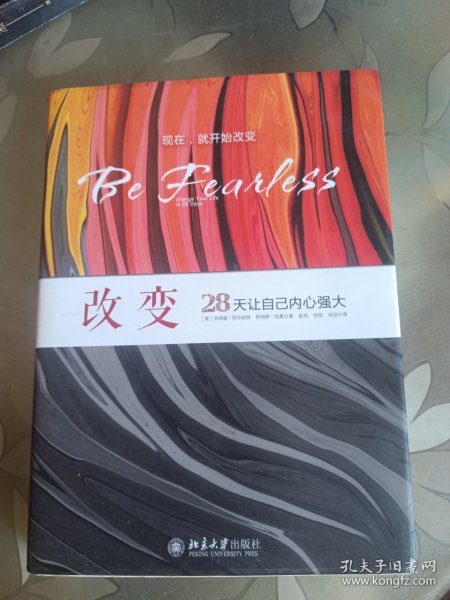 现在，就开始改变
Be Fearless
Change Your Life
in 28 Days
改变
28天让自己内心强大
北京大学出版社
PEKING UNIVERSITY PRESS
孔夫子旧书网
www.kongfz.com